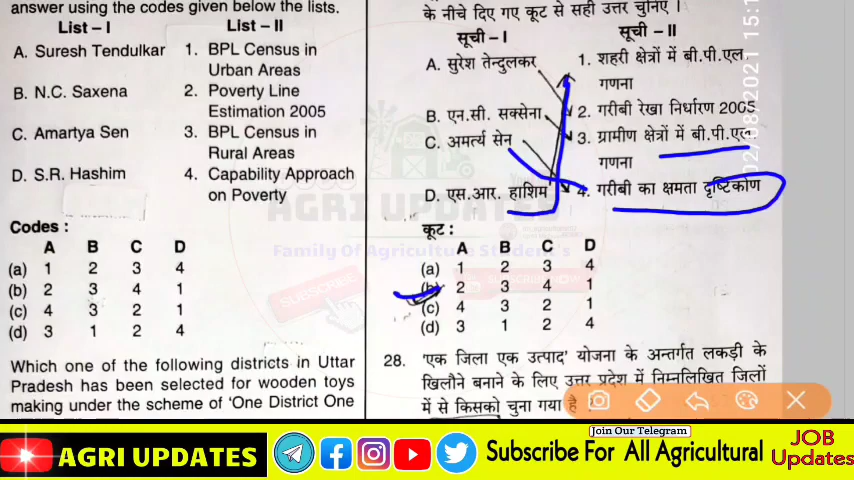 answer using the codes given below the lists.
List – I List – II
A. Suresh Tendulkar 1. BPL Census in
Urban Areas
B. N.C. Saxena 2. Poverty Line
Estimation 2005
C. Amartya Sen 3. BPL Census in
Rural Areas
D. S.R. Hashim 4. Capability Approach
on Poverty
Codes :
A B C D
(a) 1 2 3 4
(b) 2 3 4 1
(c) 4 3 2 1
(d) 3 1 2 4
Which one of the following districts in Uttar
Pradesh has been selected for wooden toys
making under the scheme of 'One District One
के नीचे दिए गए कूट से सही उत्तर चुनिए ।
सूची - I सूची - II
A. सुरेश तेन्दुलकर 1. शहरी क्षेत्रों में बी.पी.एल.
गणना
B. एन.सी. सक्सेना 2. गरीबी रेखा निर्धारण 2005
C. अमर्त्य सेन 3. ग्रामीण क्षेत्रों में बी.पी.एल
गणना
D. एस.आर. हाशिम 4. गरीबी का क्षमता दृष्टिकोण
कूट :
A B C D
(a) 1 2 3 4
(b) 2 3 4 1
(c) 4 3 2 1
(d) 3 1 2 4
28. 'एक जिला एक उत्पाद' योजना के अन्तर्गत लकड़ी के
खिलौने बनाने के लिए उत्तर प्रदेश में निम्नलिखित जिलों
में से किसको चुना गया है
AGRI UPDATES
Family Of Agriculture Student's
SUBSCRIBE
AGRI UPDATES
Join Our Telegram
Subscribe For All Agricultural
JOB
Updates